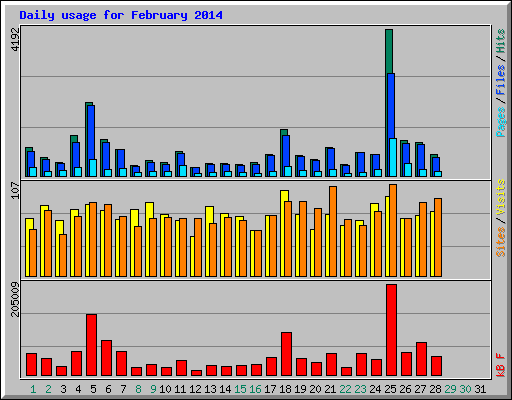 Daily usage for February 2014
4192
Pages / Files / Hits
107
Sites / Visits
205009
kB F
1 2 3 4 5 6 7 8 9 10 11 12 13 14 15 16 17 18 19 20 21 22 23 24 25 26 27 28 29 30 31